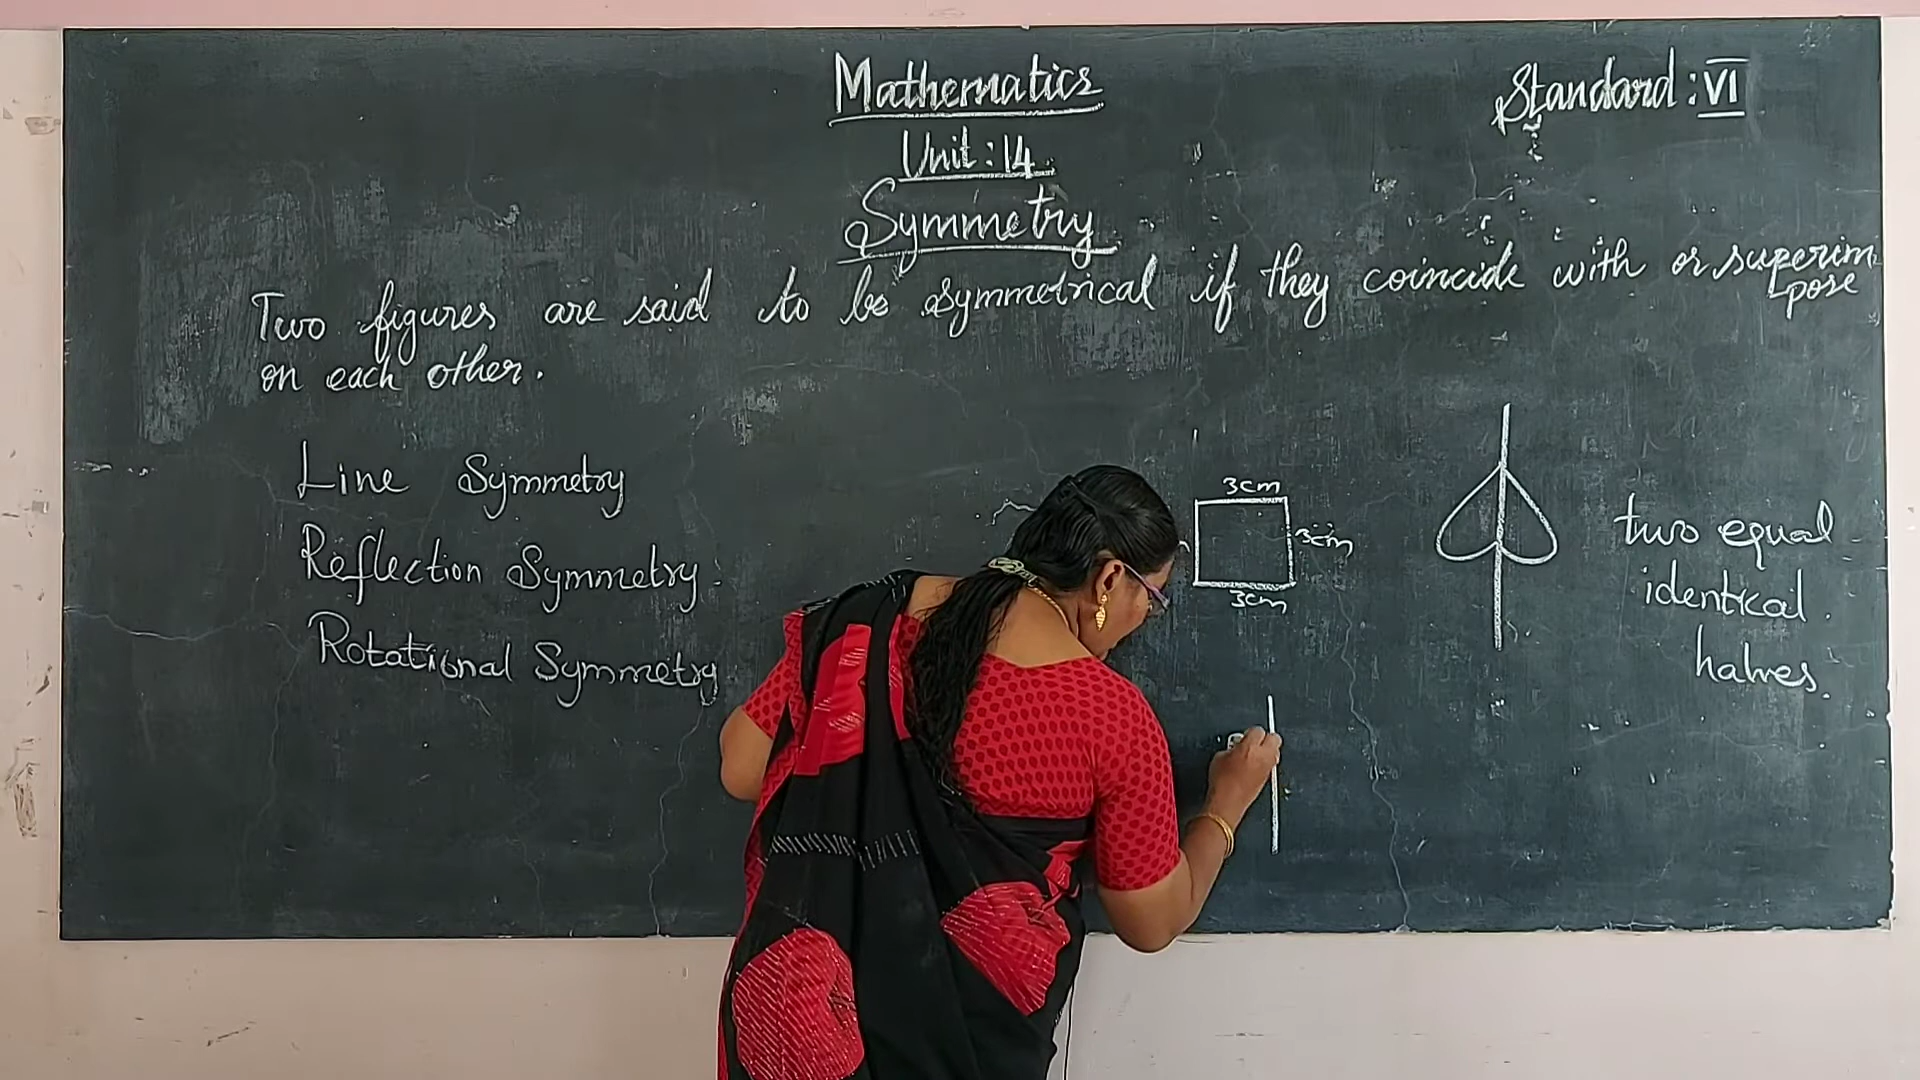 Mathematics
Standard : VI
Unit : 14
Symmetry
Two figures are said to be symmetrical if they coincide with or superim
pose
on each other.
Line Symmetry
Reflection Symmetry
Rotational Symmetry
3cm
3cm
3cm
two equal
identical
halves.